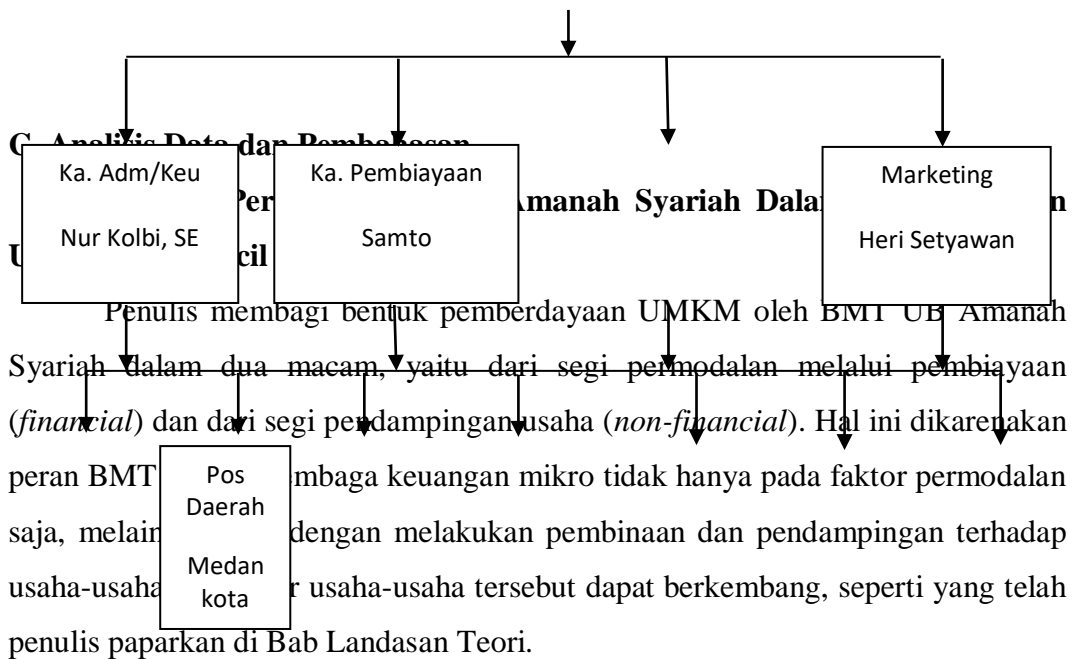 C. Analisis Data dan Pembahasan
Ka. Adm/Keu
Nur Kolbi, SE
Ka. Pembiayaan
Samto
Marketing
Heri Setyawan
Amanah Syariah
Penulis membagi bentuk pemberdayaan UMKM oleh BMT UB Amanah
Syariah dalam dua macam, yaitu dari segi permodalan melalui pembiayaan
(financial) dan dari segi pendampingan usaha (non-financial). Hal ini dikarenakan
peran BMT embaga keuangan mikro tidak hanya pada faktor permodalan
saja, melain dengan melakukan pembinaan dan pendampingan terhadap
usaha-usaha r usaha-usaha tersebut dapat berkembang, seperti yang telah
penulis paparkan di Bab Landasan Teori.
Pos
Daerah
Medan
kota